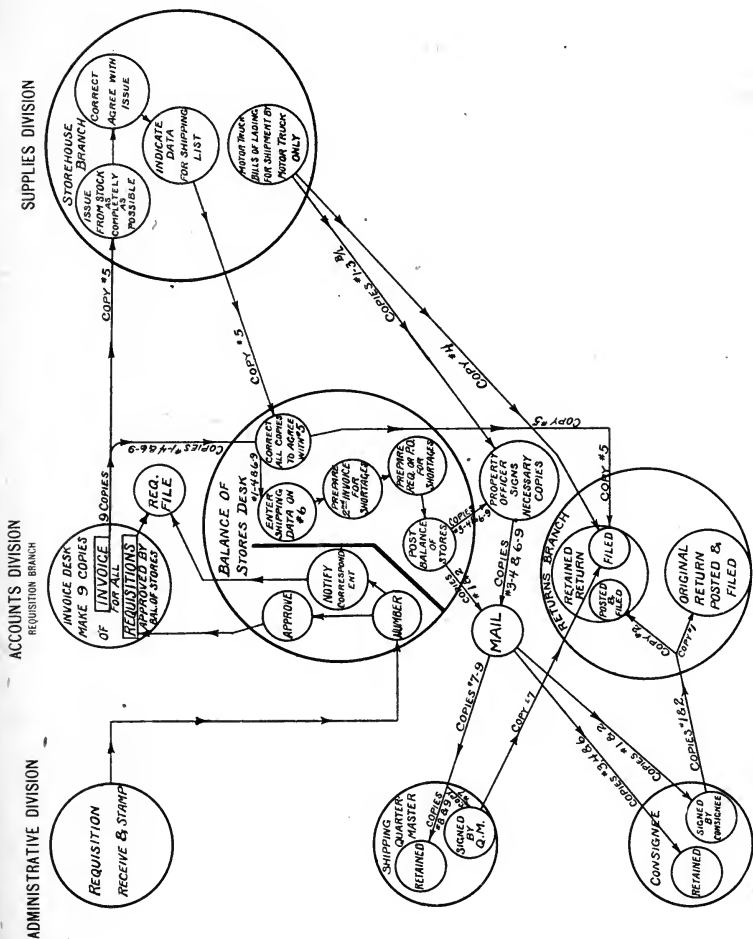 ADMINISTRATIVE DIVISION
ACCOUNTS DIVISION
REQUISITION BRANCH
SUPPLIES DIVISION
REQUISITION
RECEIVE & STAMP
INVOICE DESK
MAKE 9 COPIES
OF INVOICE
FOR ALL
REQUISITIONS
APPROVED BY
BALNCE STORES
9 COPIES
COPY #5
REQ.
FILE
COPIES #1-4&6-9
STOREHOUSE
BRANCH
ISSUE
FROM STOCK
AS
COMPLETELY
AS
POSSIBLE
CORRECT
AGREE WITH
ISSUE
INDICATE
DATA
FOR SHIPPING
LIST
MOTOR TRUCK
BILLS OF LADING
FOR SHIPMENT BY
MOTOR TRUCK
ONLY
COPY #5
COPIES #1-3&2
COPY #4
BALANCE OF
STORES DESK
CORRECT
ALL COPIES
TO AGREE
WITH #5
#1-4&6-9
ENTER
SHIPPING
DATA ON
#6
PREPARE
2ND INVOICE
FOR
SHORTAGES
PREPARE
REQ. OR P.O.
FOR
SHORTAGES
POST
BALANCE
OF
STORES
APPROVE
NOTIFY
CORRESPOND
ENT
NUMBER
COPIES
#3-4 & 6-9
COPIES
#1&2
PROPERTY
OFFICER
SIGNS
NECESSARY
COPIES
COPIES
#3-4 & 6-9
MAIL
COPY #5
COPIES #7-9
COPY #7
COPIES #3-4&6
COPIES #1&2
SHIPPING
QUARTER-
MASTER
RETAINED
COPIES
#8&9
COPY
#7
SIGNED
BY
Q.M.
CONSIGNEE
RETAINED
SIGNED
BY
CONSIGNEE
COPIES #1&2
RETURNS BRANCH
RETAINED
RETURN
FILED
POSTED
&
FILED
COPY #2
COPY #1
ORIGINAL
RETURN
POSTED &
FILED